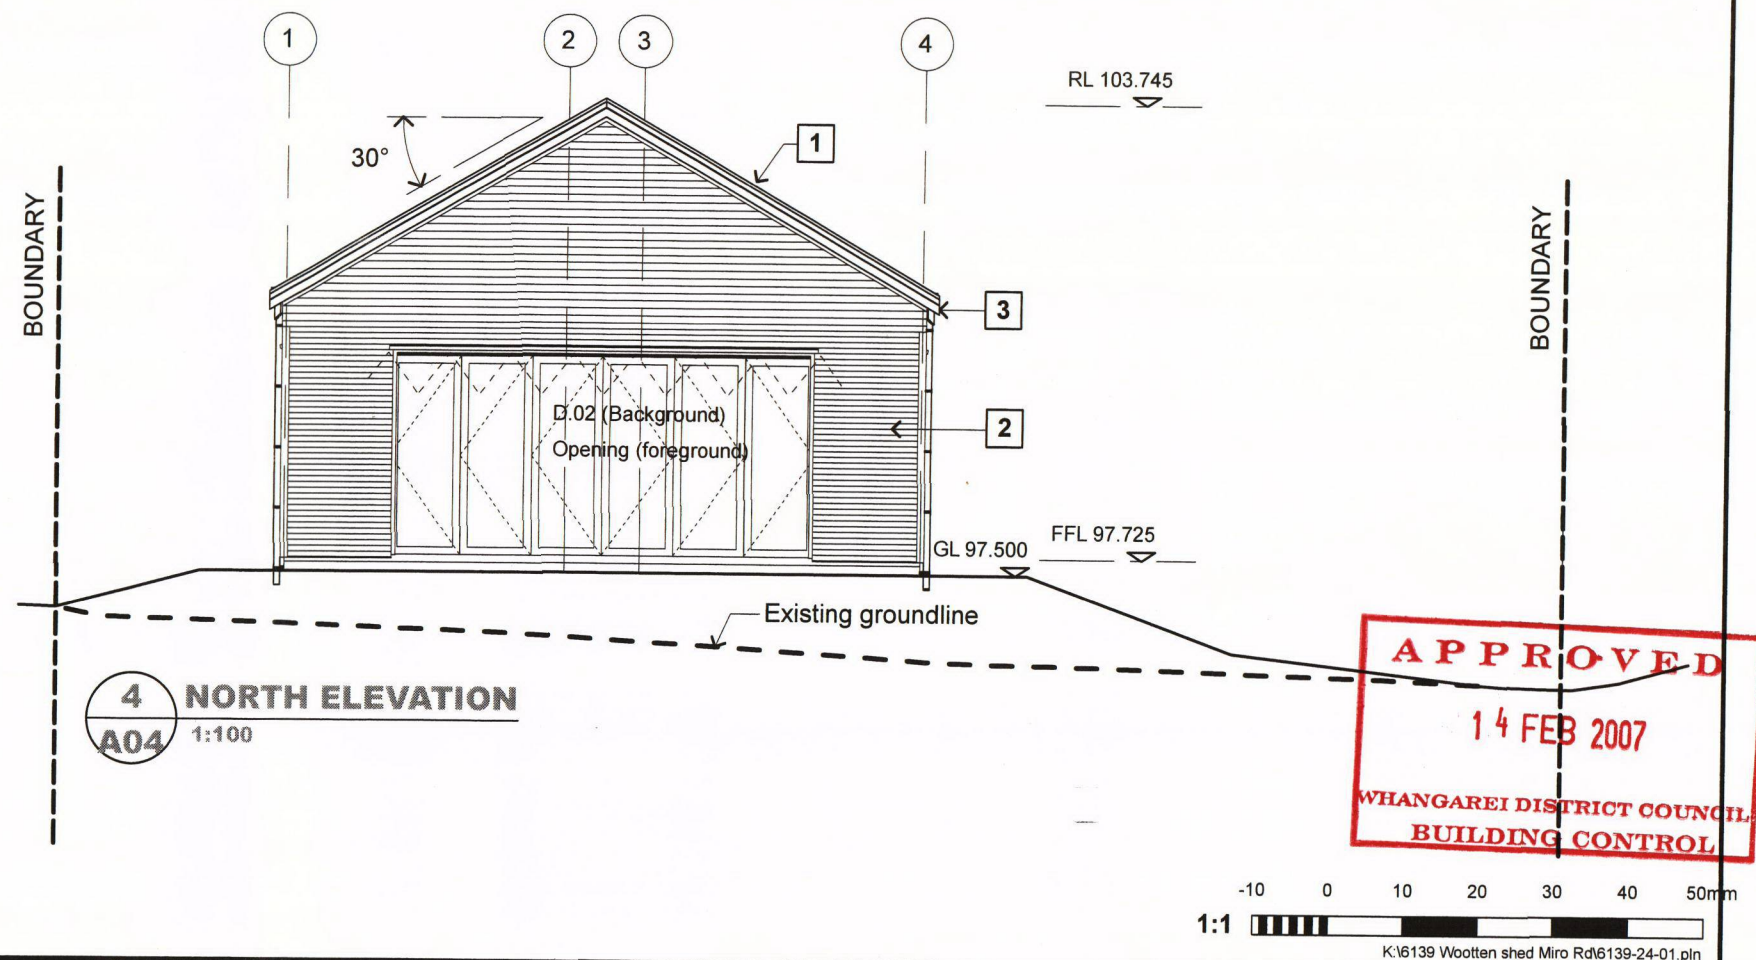 1
2
3
4
RL 103.745
30°
1
BOUNDARY
BOUNDARY
3
D.02 (Background)
Opening (foreground)
2
GL 97.500
FFL 97.725
Existing groundline
4
A04
NORTH ELEVATION
1:100
APPROVED
14 FEB 2007
WHANGAREI DISTRICT COUNCIL
BUILDING CONTROL
-10 0 10 20 30 40 50mm
1:1
K:\6139 Wootten shed Miro Rd\6139-24-01.pln